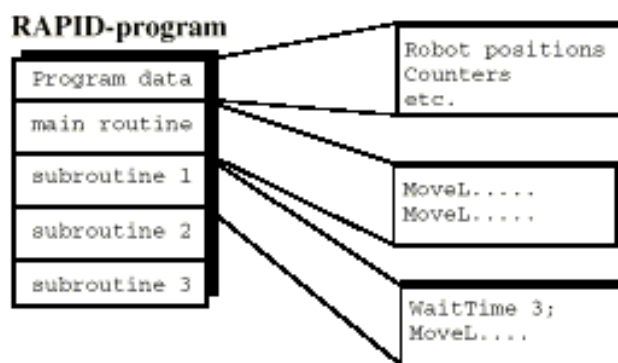 RAPID-program
Program data
main routine
subroutine 1
subroutine 2
subroutine 3
Robot positions
Counters
etc.
MoveL.....
MoveL.....
WaitTime 3;
MoveL....